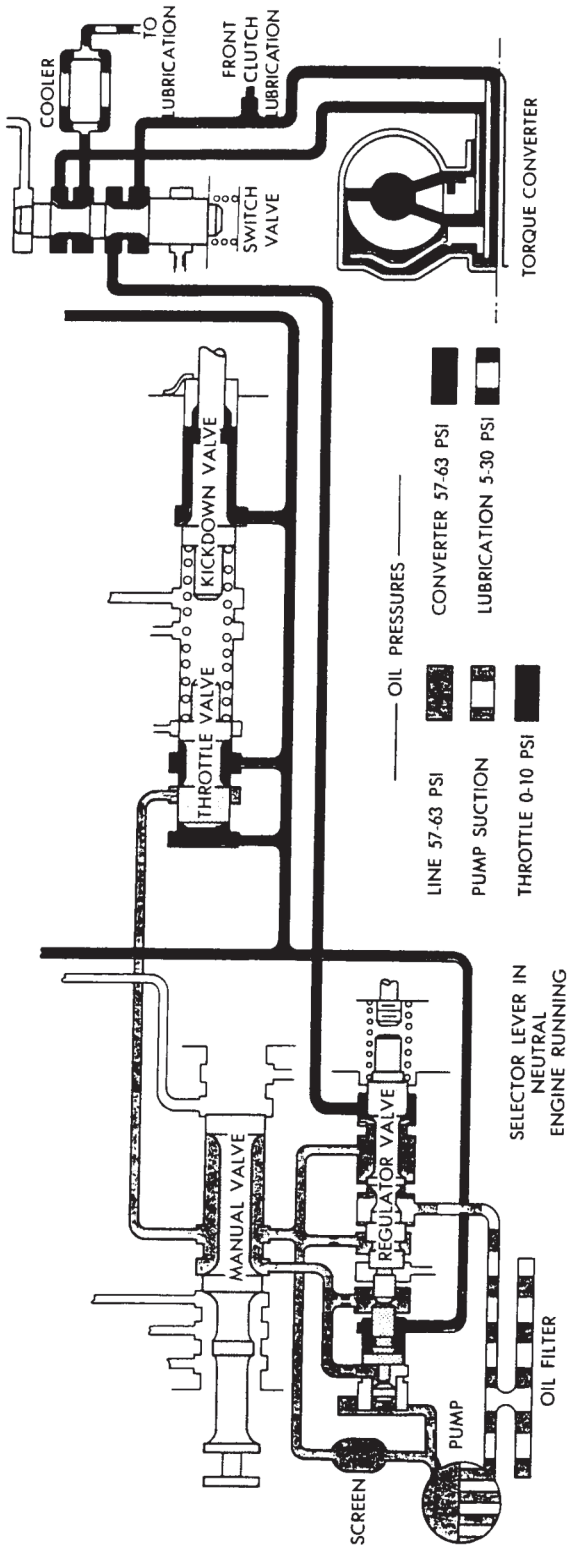 COOLER
TO
LUBRICATION
FRONT
CLUTCH
LUBRICATION
SWITCH
VALVE
TORQUE CONVERTER
KICKDOWN VALVE
THROTTLE VALVE
MANUAL VALVE
REGULATOR VALVE
SCREEN
PUMP
OIL FILTER
SELECTOR LEVER IN
NEUTRAL
ENGINE RUNNING
OIL PRESSURES
LINE 57-63 PSI
CONVERTER 57-63 PSI
PUMP SUCTION
LUBRICATION 5-30 PSI
THROTTLE 0-10 PSI